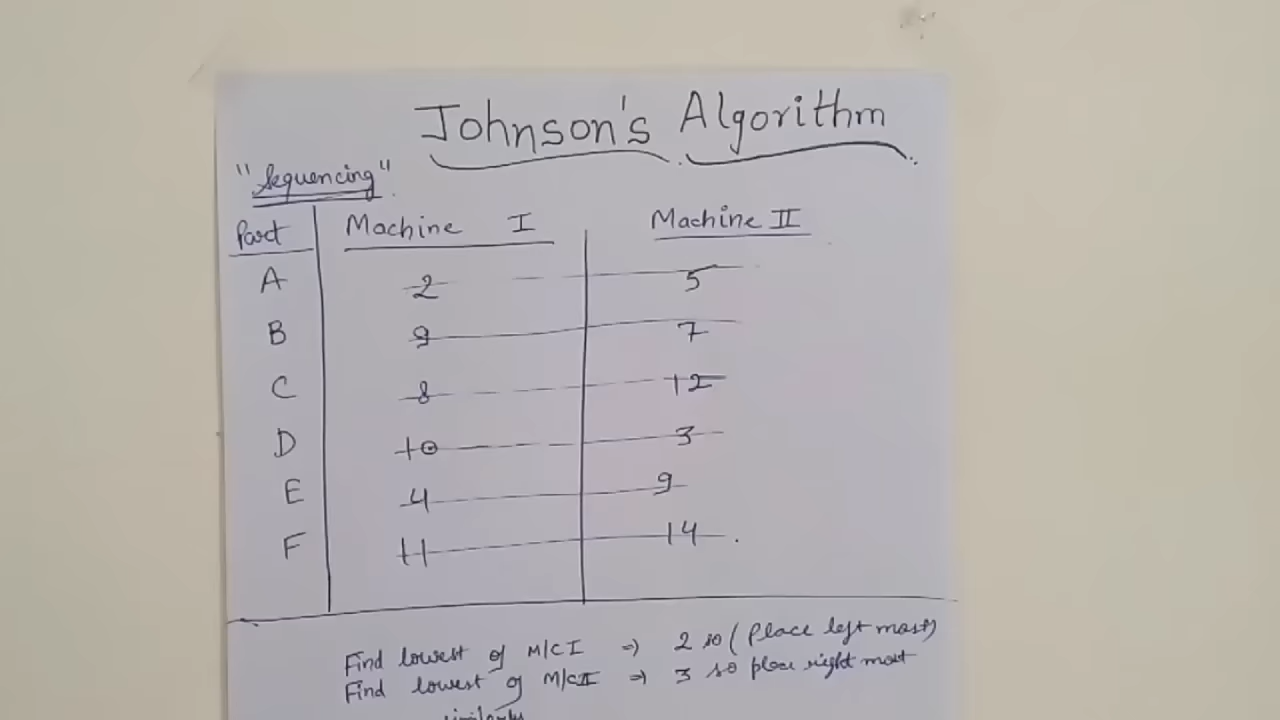 Johnson's Algorithm
"Sequencing"
Part Machine I Machine II
A 2 5
B 9 7
C 8 12
D 10 3
E 4 9
F 11 14.
Find lowest of M/C I ⇒ 2 so (Place left most)
Find lowest of M/C II ⇒ 3 so place right most
similarly